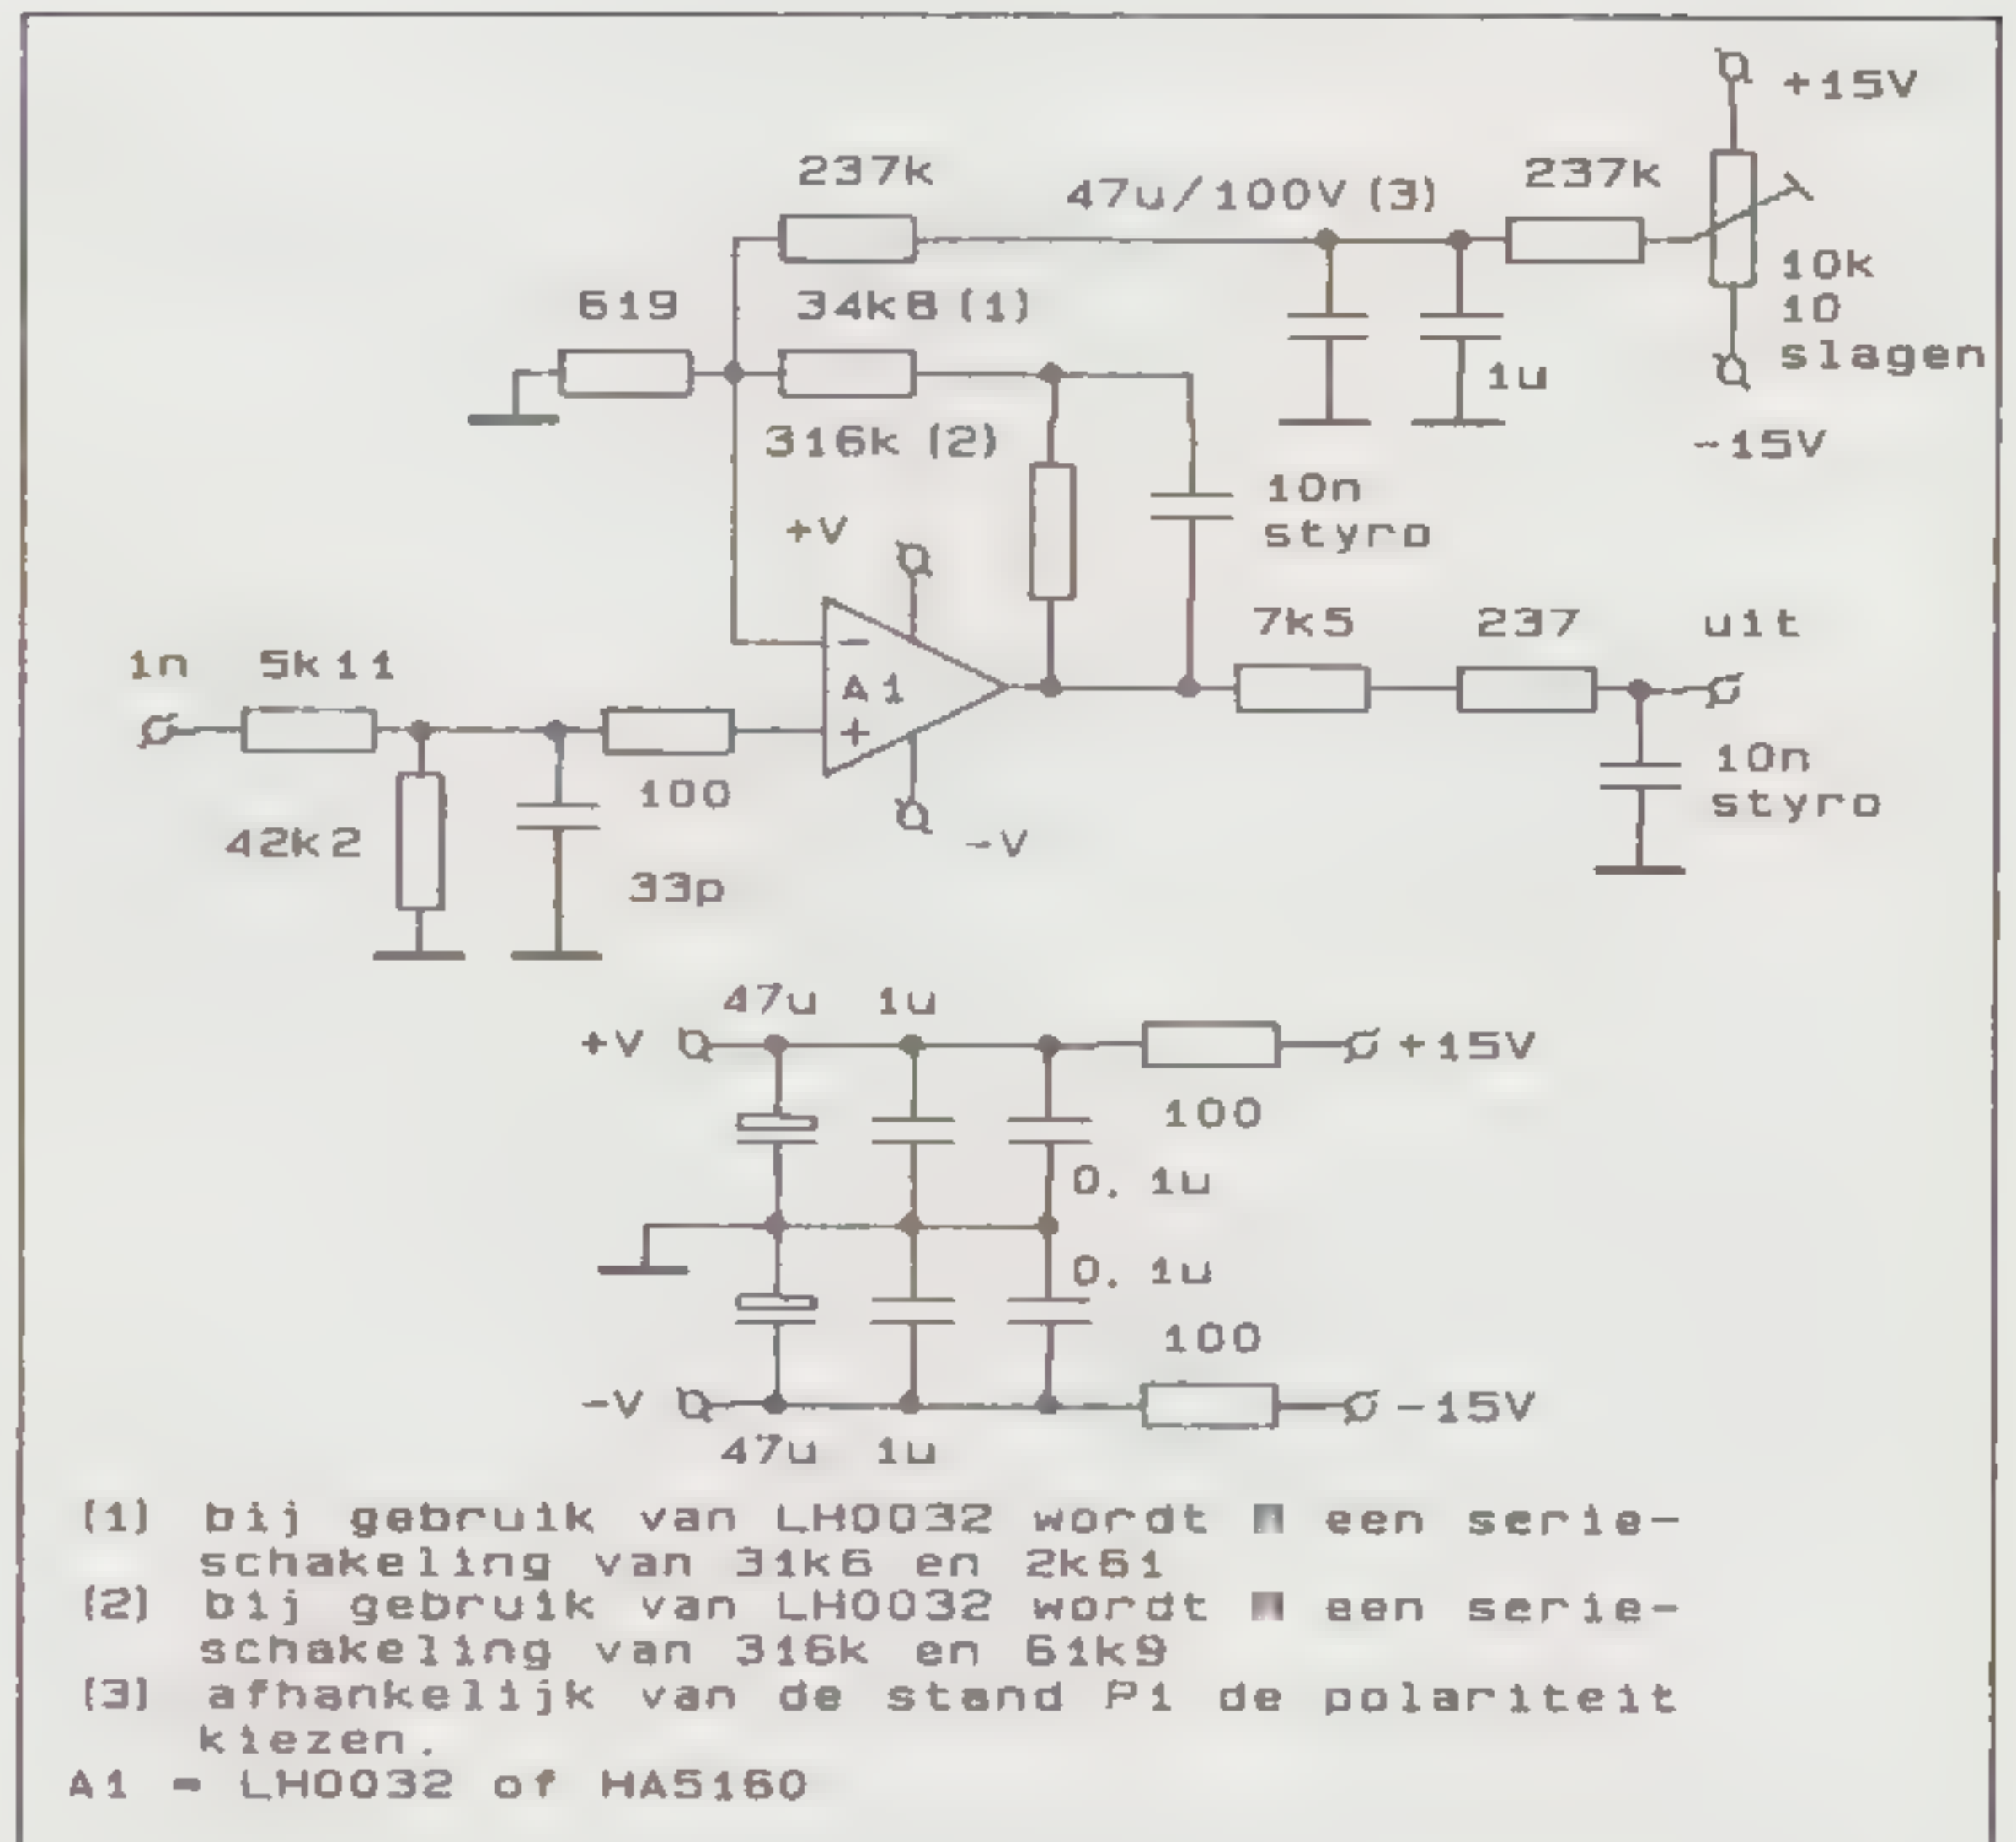 +15V
237k
47u/100V (3)
237k
10k
10
slagen
619
34k8 (1)
1u
316k (2)
-15V
10n
styro
+V
7k5
237
uit
in
5k11
-
A1
+
10n
styro
100
42k2
-V
33p
47u 1u
+V
+15V
100
0.1u
0.1u
100
-V
-15V
47u 1u
(1) bij gebruik van LH0032 wordt een serie-
schakeling van 31k6 en 2k61
(2) bij gebruik van LH0032 wordt een serie-
schakeling van 316k en 61k9
(3) afhankelijk van de stand P1 de polariteit
kiezen.
A1 = LH0032 of HA5160